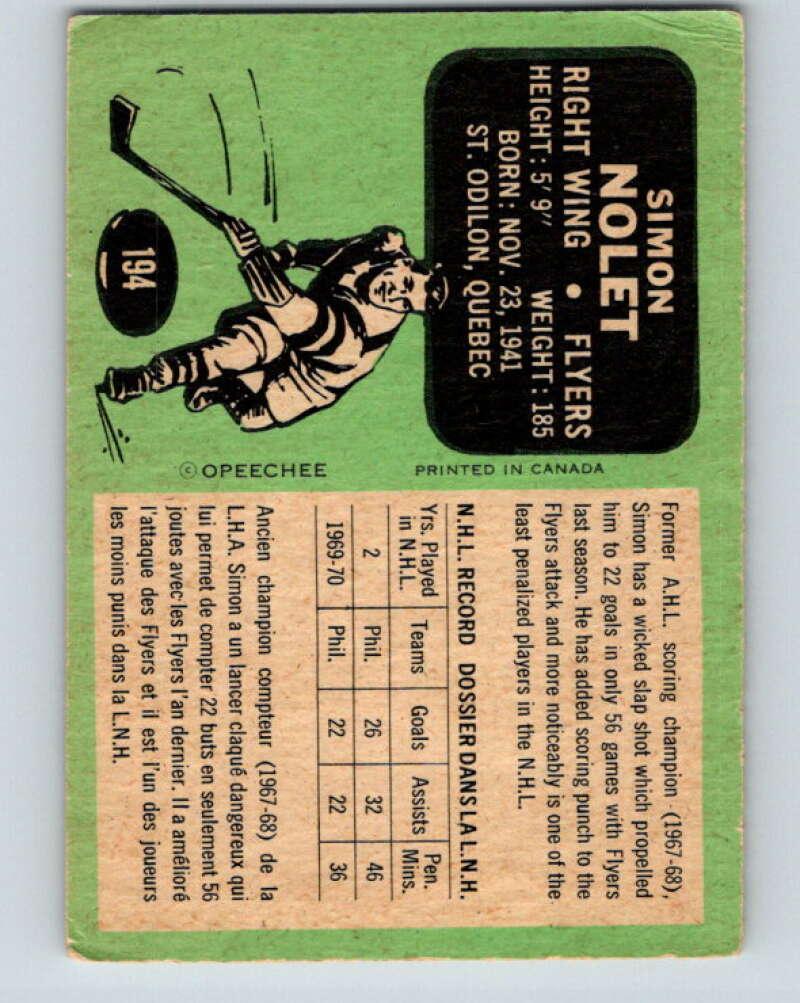 SIMON
NOLET
RIGHT WING • FLYERS
HEIGHT: 5' 9" WEIGHT: 185
BORN: NOV. 23, 1941
ST. ODILON, QUEBEC
194
© OPEECHEE
PRINTED IN CANADA
Former A.H.L. scoring champion (1967-68),
Simon has a wicked slap shot which propelled
him to 22 goals in only 56 games with Flyers
last season. He has added scoring punch to the
Flyers attack and more noticeably is one of the
least penalized players in the N.H.L.
N.H.L. RECORD DOSSIER DANS LA L.N.H.
Yrs. Played in N.H.L. Teams Goals Assists Pen. Mins.
2 Phil. 26 32 46
1969-70 Phil. 22 22 36
Ancien champion compteur (1967-68) de la
L.H.A. Simon a un lancer claqué dangereux qui
lui permet de compter 22 buts en seulement 56
joutes avec les Flyers l'an dernier. Il a amélioré
l'attaque des Flyers et il est l'un des joueurs
les moins punis dans la L.N.H.